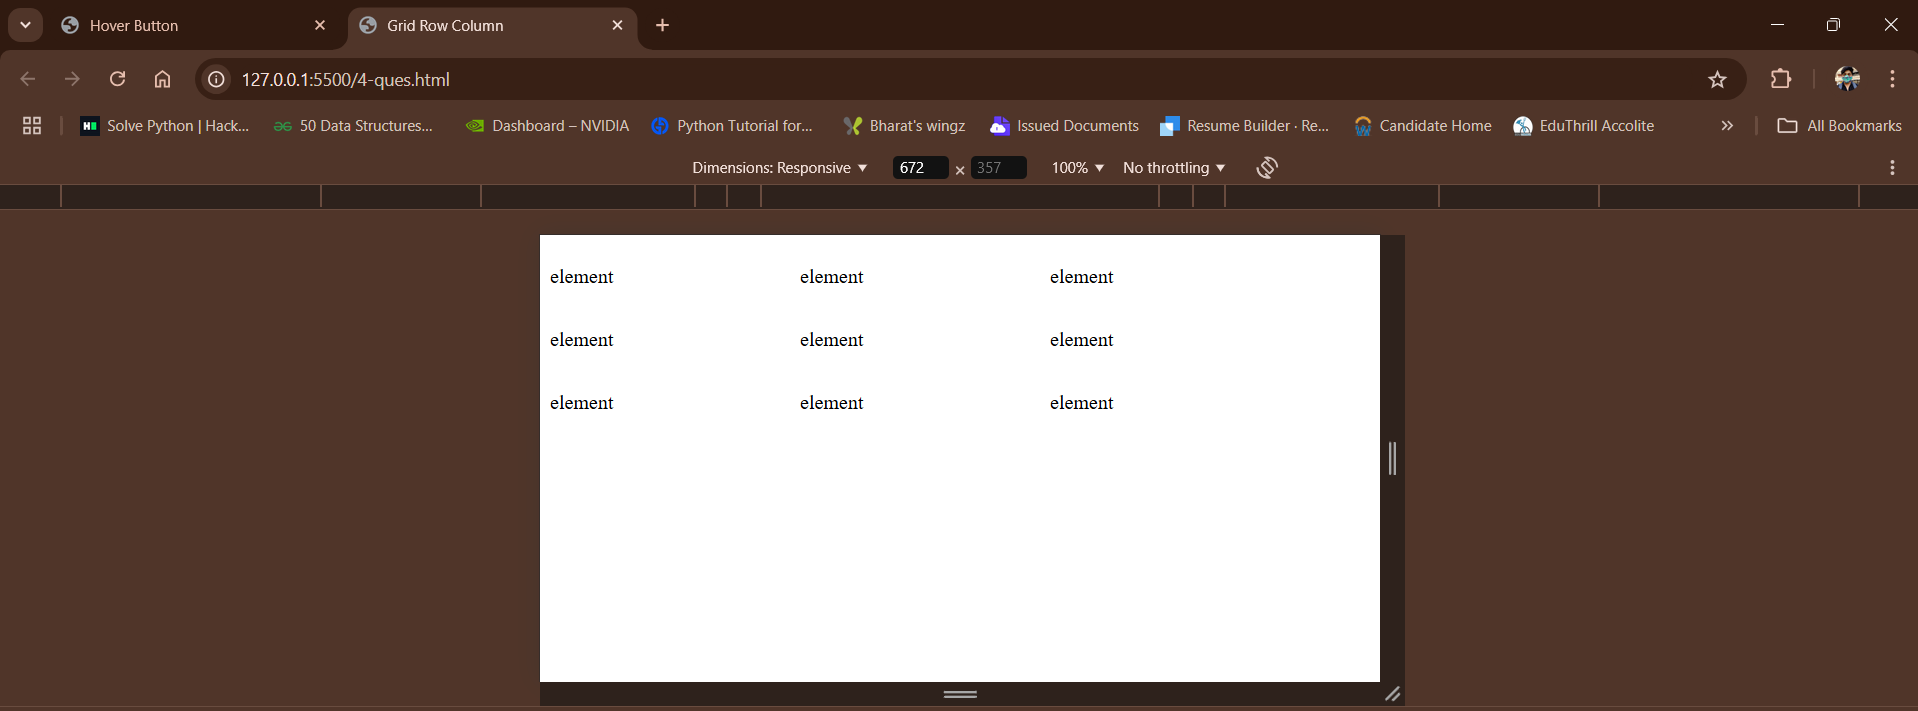 Hover Button
Grid Row Column
127.0.0.1:5500/4-ques.html
Solve Python | Hack... 50 Data Structures... Dashboard – NVIDIA Python Tutorial for... Bharat's wingz Issued Documents Resume Builder · Re... Candidate Home EduThrill Accolite All Bookmarks
Dimensions: Responsive 672 × 357 100% No throttling
element element element
element element element
element element element